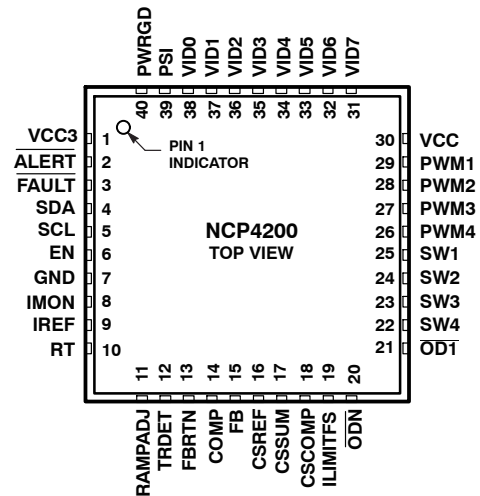 PWRGD
PSI
VID0
VID1
VID2
VID3
VID4
VID5
VID6
VID7
40
39
38
37
36
35
34
33
32
31
VCC3 1
ALERT 2
FAULT 3
SDA 4
SCL 5
EN 6
GND 7
IMON 8
IREF 9
RT 10
PIN 1
INDICATOR
NCP4200
TOP VIEW
30 VCC
29 PWM1
28 PWM2
27 PWM3
26 PWM4
25 SW1
24 SW2
23 SW3
22 SW4
21 OD1
11
12
13
14
15
16
17
18
19
20
RAMPADJ
TRDET
FBRTN
COMP
FB
CSREF
CSSUM
CSCOMP
ILIMITFS
ODN